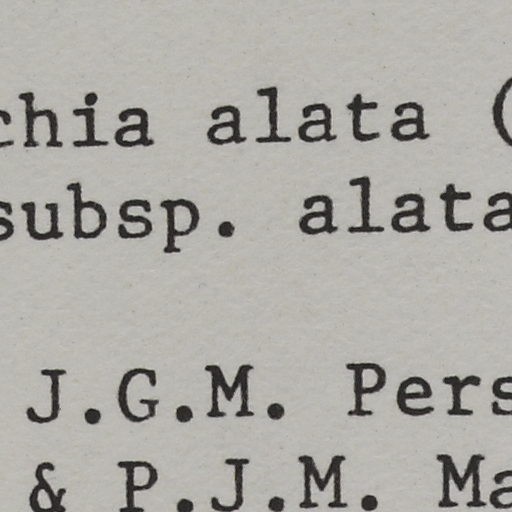 chia alata (
subsp. alata
J.G.M. Pers
& P.J.M. Ma